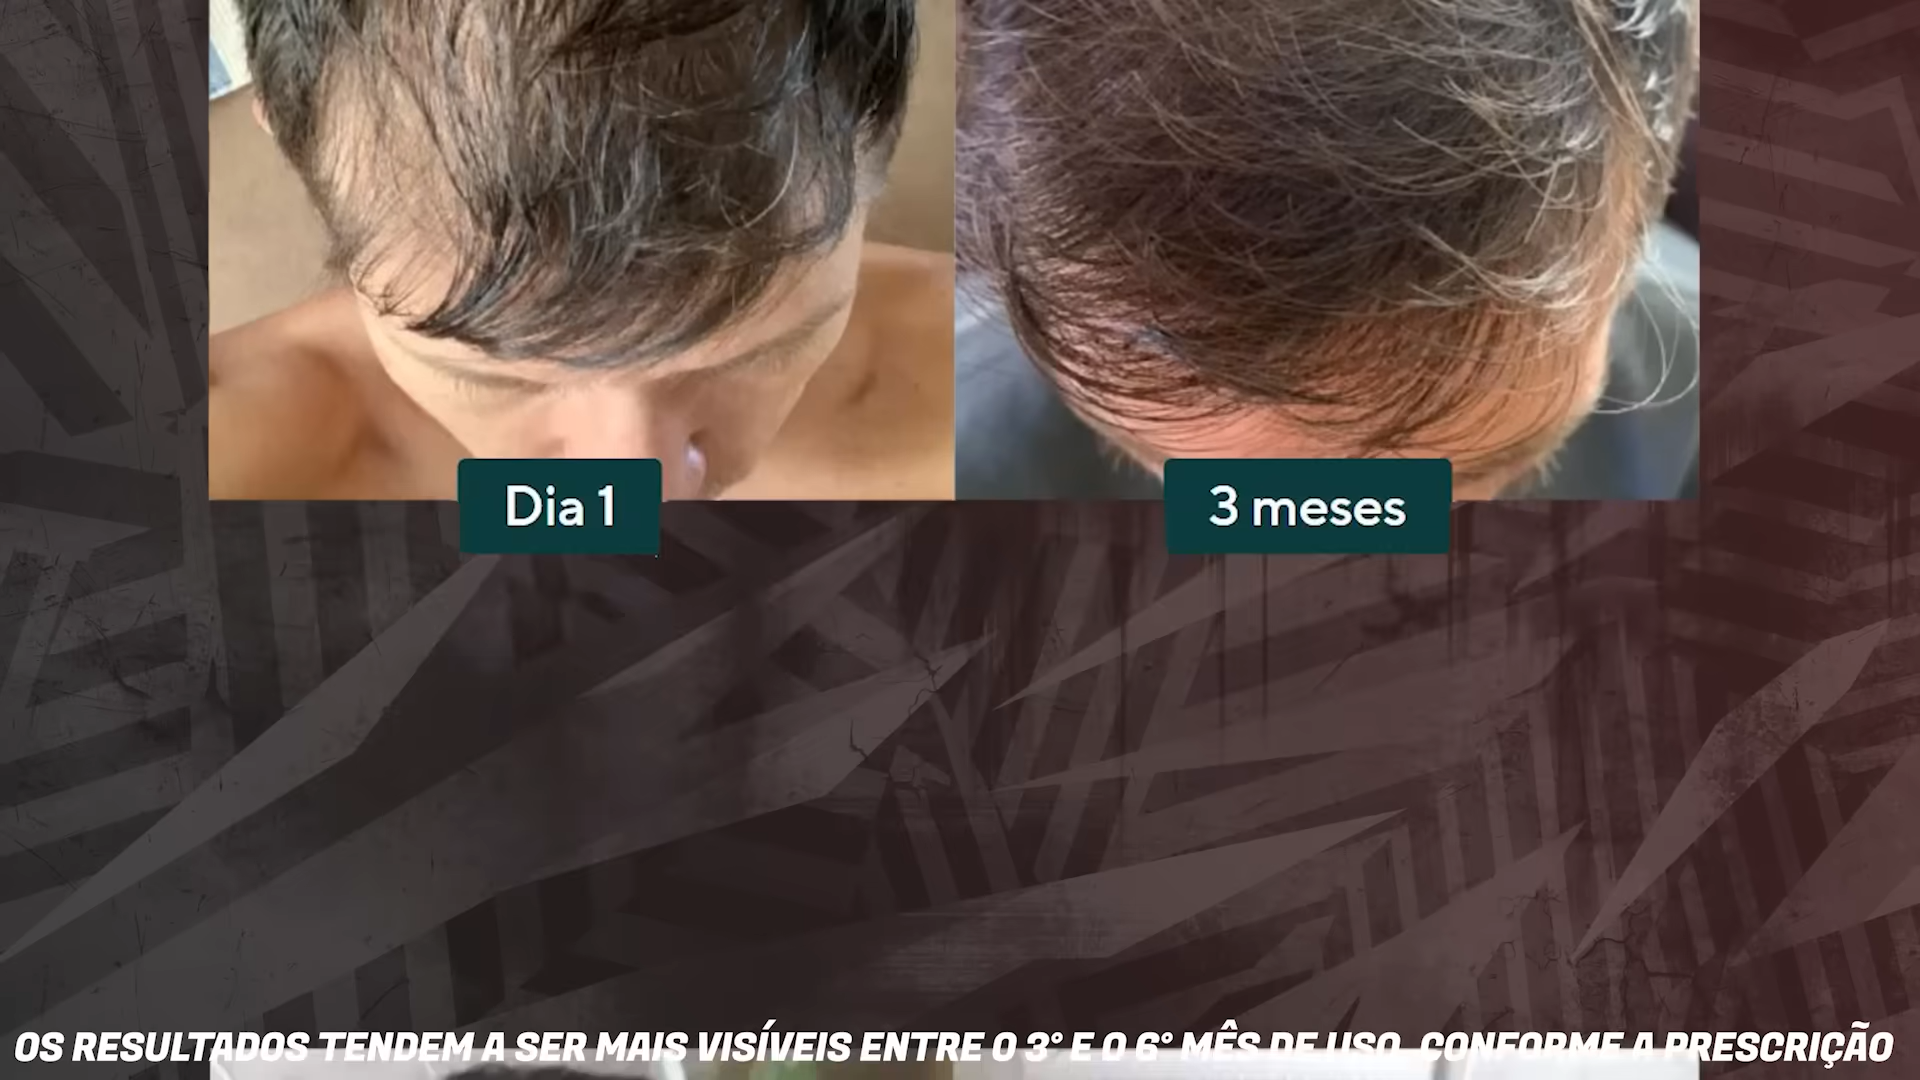 Dia 1
3 meses
OS RESULTADOS TENDEM A SER MAIS VISÍVEIS ENTRE O 3° E O 6° MÊS DE USO, CONFORME A PRESCRIÇÃO